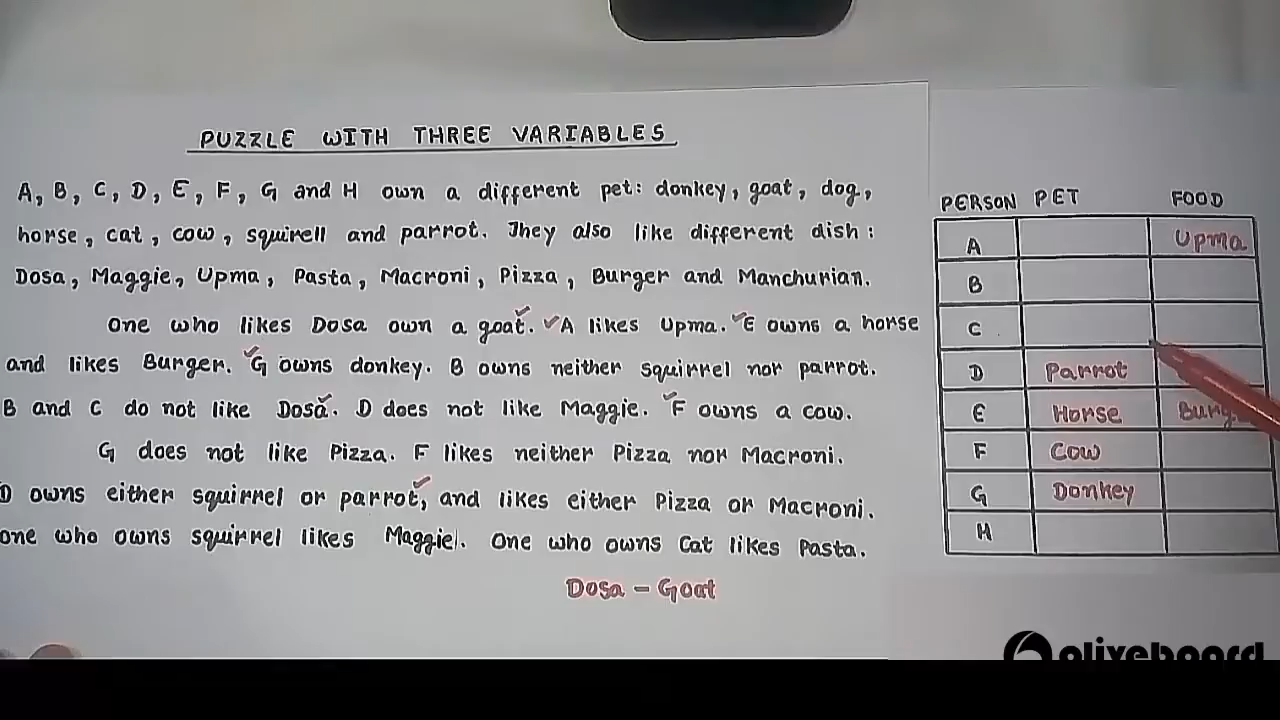 PUZZLE WITH THREE VARIABLES
A, B, C, D, E, F, G and H own a different pet: donkey, goat, dog,
horse, cat, cow, squirell and parrot. They also like different dish:
Dosa, Maggie, Upma, Pasta, Macroni, Pizza, Burger and Manchurian.
One who likes Dosa own a goat. A likes Upma. E owns a horse
and likes Burger. G owns donkey. B owns neither squirrel nor parrot.
B and C do not like Dosa. D does not like Maggie. F owns a cow.
G does not like Pizza. F likes neither Pizza nor Macroni.
D owns either squirrel or parrot, and likes either Pizza or Macroni.
one who owns squirrel likes Maggie. One who owns Cat likes Pasta.
Dosa - Goat
PERSON PET FOOD
A Upma
B
C
D Parrot
E Horse Burg
F Cow
G Donkey
H
oliveboard